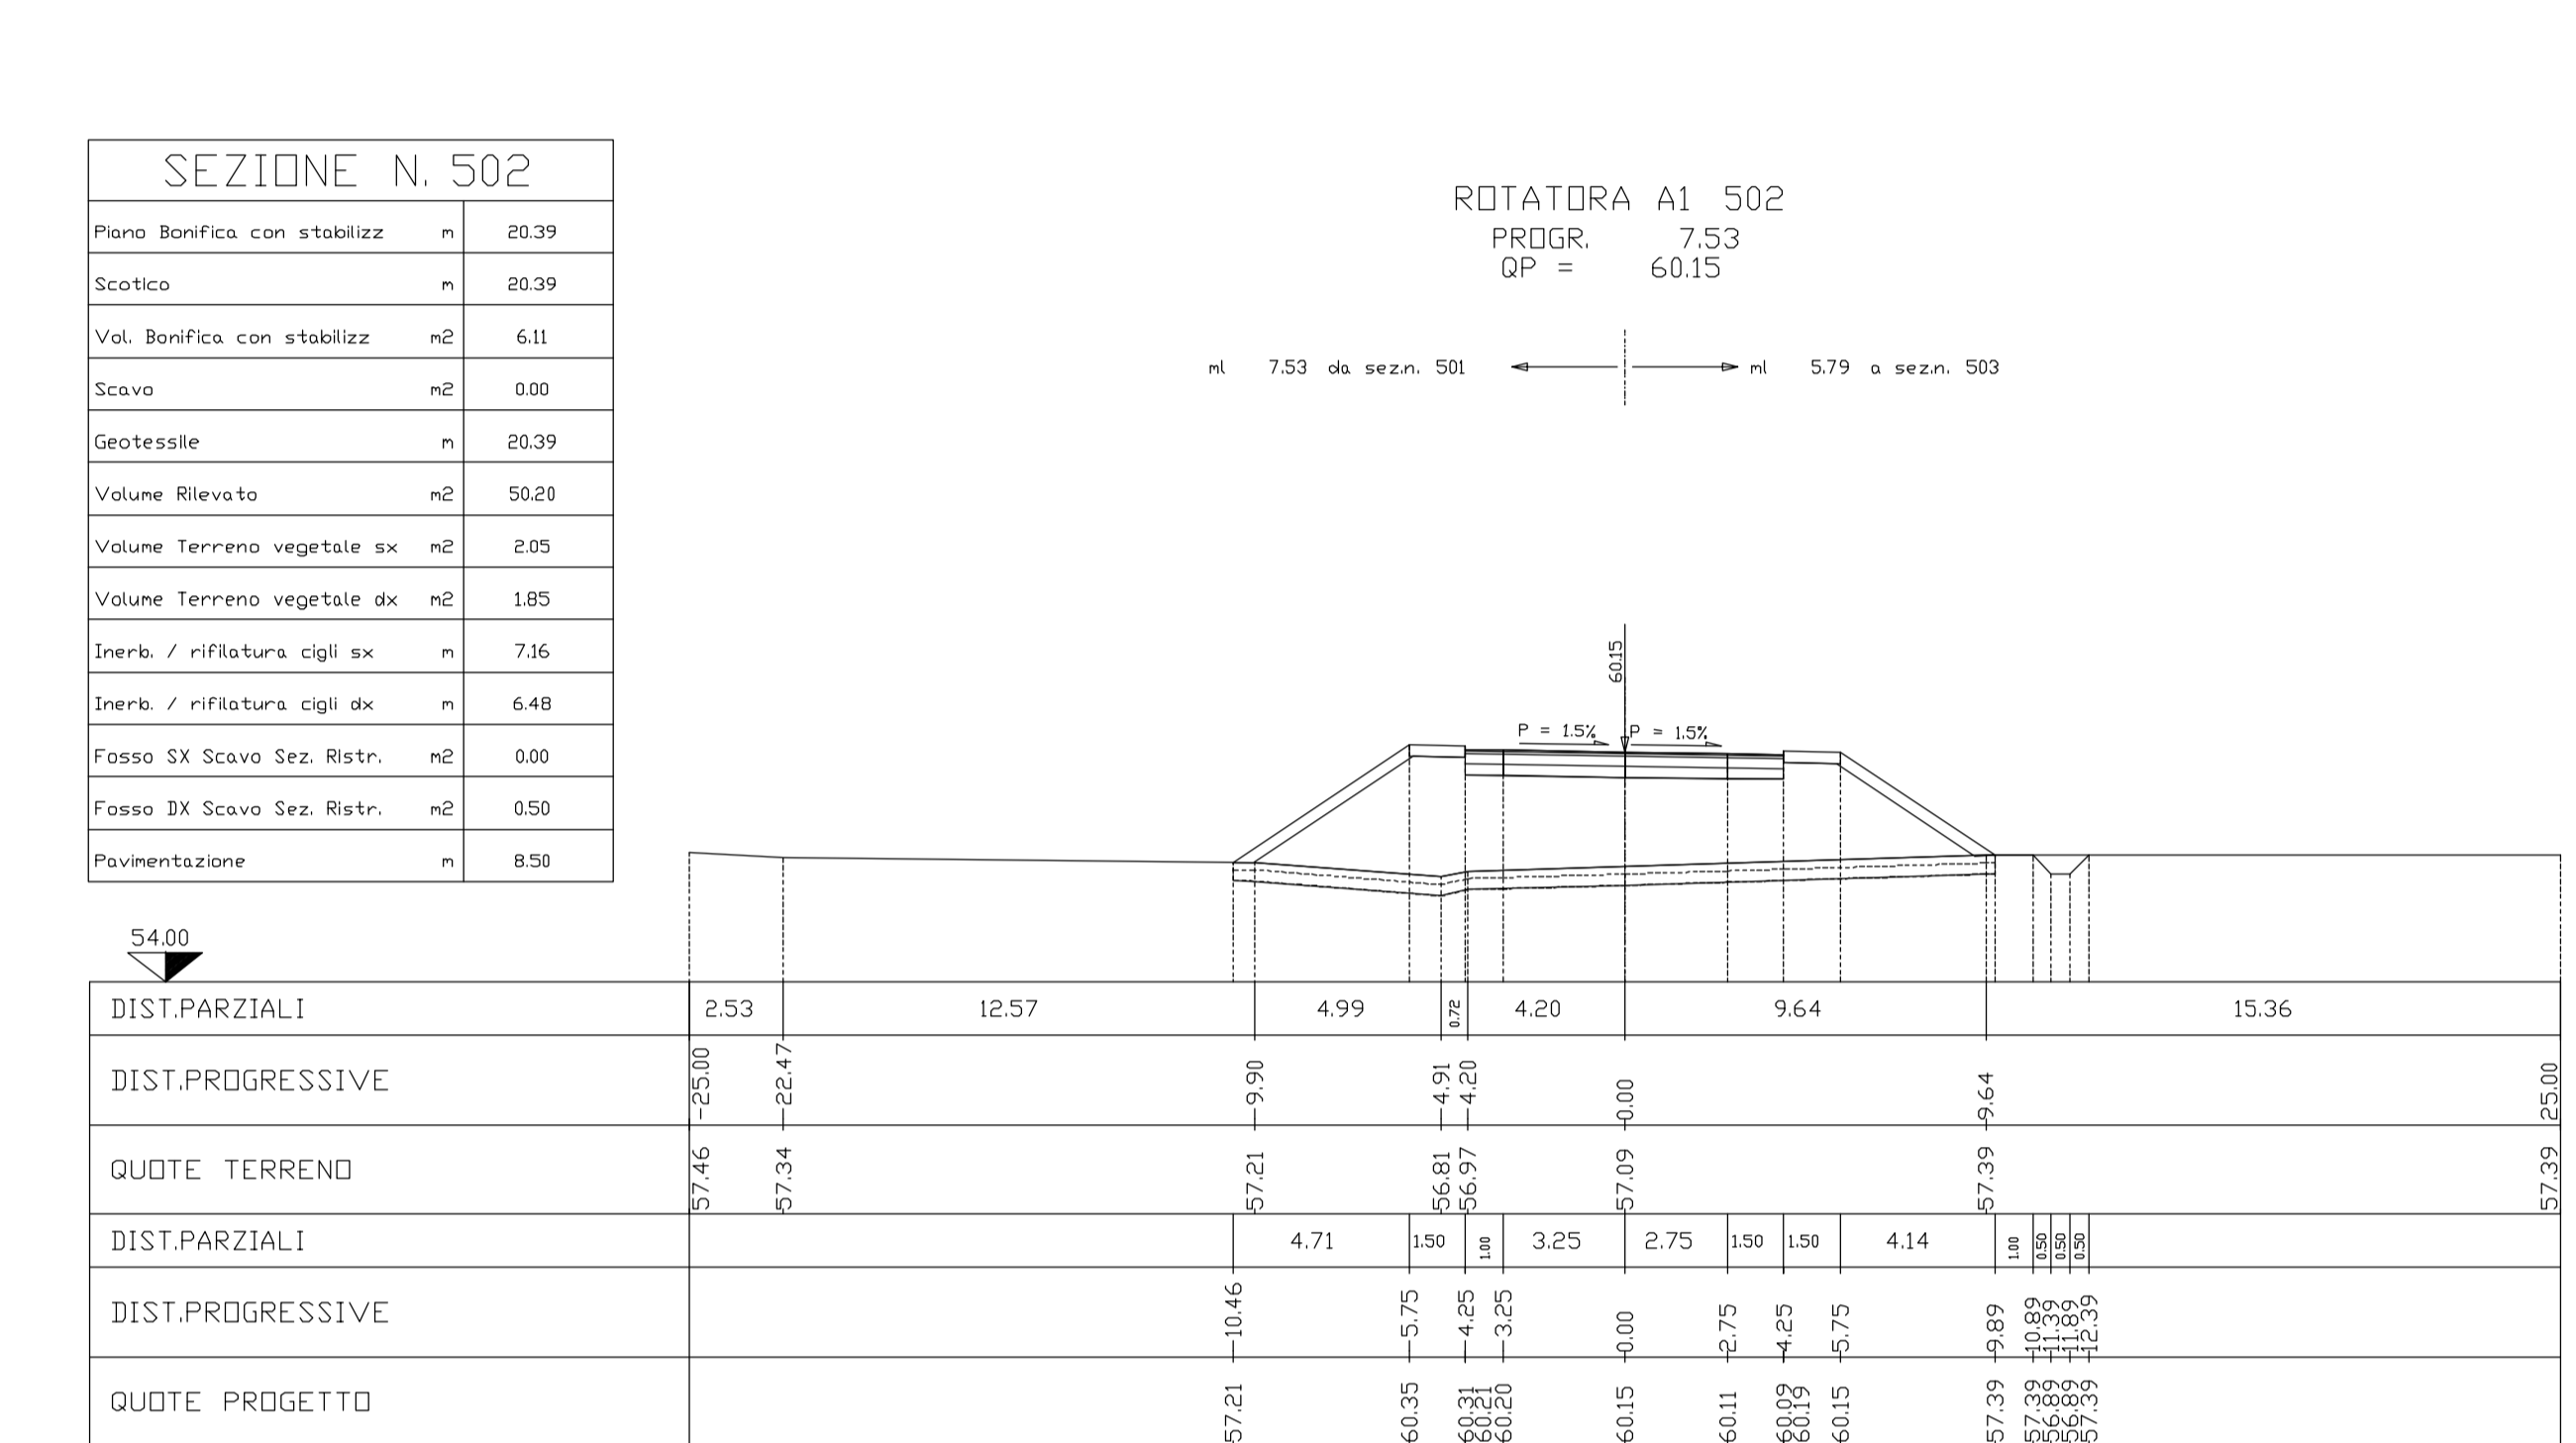 SEZIONE N. 502
Piano Bonifica con stabilizz m 20.39
Scotico m 20.39
Vol. Bonifica con stabilizz m2 6.11
Scavo m2 0.00
Geotessile m 20.39
Volume Rilevato m2 50.20
Volume Terreno vegetale sx m2 2.05
Volume Terreno vegetale dx m2 1.85
Inerb. / rifilatura cigli sx m 7.16
Inerb. / rifilatura cigli dx m 6.48
Fosso SX Scavo Sez. Ristr. m2 0.00
Fosso DX Scavo Sez. Ristr. m2 0.50
Pavimentazione m 8.50
ROTATORA A1 502
PROGR. 7.53
QP = 60.15
ml 7.53 da sez.n. 501 ml 5.79 a sez.n. 503
60.15
P = 1.5% P = 1.5%
54.00
DIST.PARZIALI 2.53 12.57 4.99 0.72 4.20 9.64 15.36
DIST.PROGRESSIVE -25.00 -22.47 -9.90 -4.91 -4.20 0.00 9.64 25.00
QUOTE TERRENO 57.46 57.34 57.21 56.81 56.97 57.09 57.39 57.39
DIST.PARZIALI 4.71 1.50 1.00 3.25 2.75 1.50 1.50 4.14 1.00 0.50 0.50 0.50
DIST.PROGRESSIVE -10.46 -5.75 -4.25 -3.25 0.00 2.75 4.25 5.75 9.89 10.89 11.39 11.89 12.39
QUOTE PROGETTO 57.21 60.35 60.31 60.21 60.20 60.15 60.11 60.09 60.19 60.15 57.39 57.39 56.89 56.89 57.39